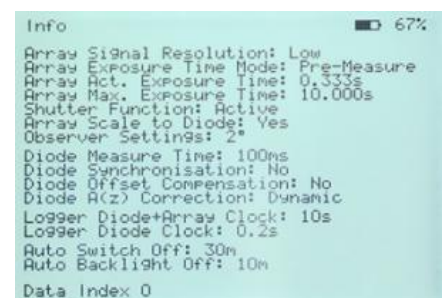 Info 67%
Array Signal Resolution: Low
Array Exposure Time Mode: Pre-Measure
Array Act. Exposure Time: 0.333s
Array Max. Exposure Time: 10.000s
Shutter Function: Active
Array Scale to Diode: Yes
Observer Settings: 2°
Diode Measure Time: 100ms
Diode Synchronisation: No
Diode Offset Compensation: No
Diode A(z) Correction: Dynamic
Logger Diode+Array Clock: 10s
Logger Diode Clock: 0.2s
Auto Switch Off: 30m
Auto Backlight Off: 10m
Data Index 0